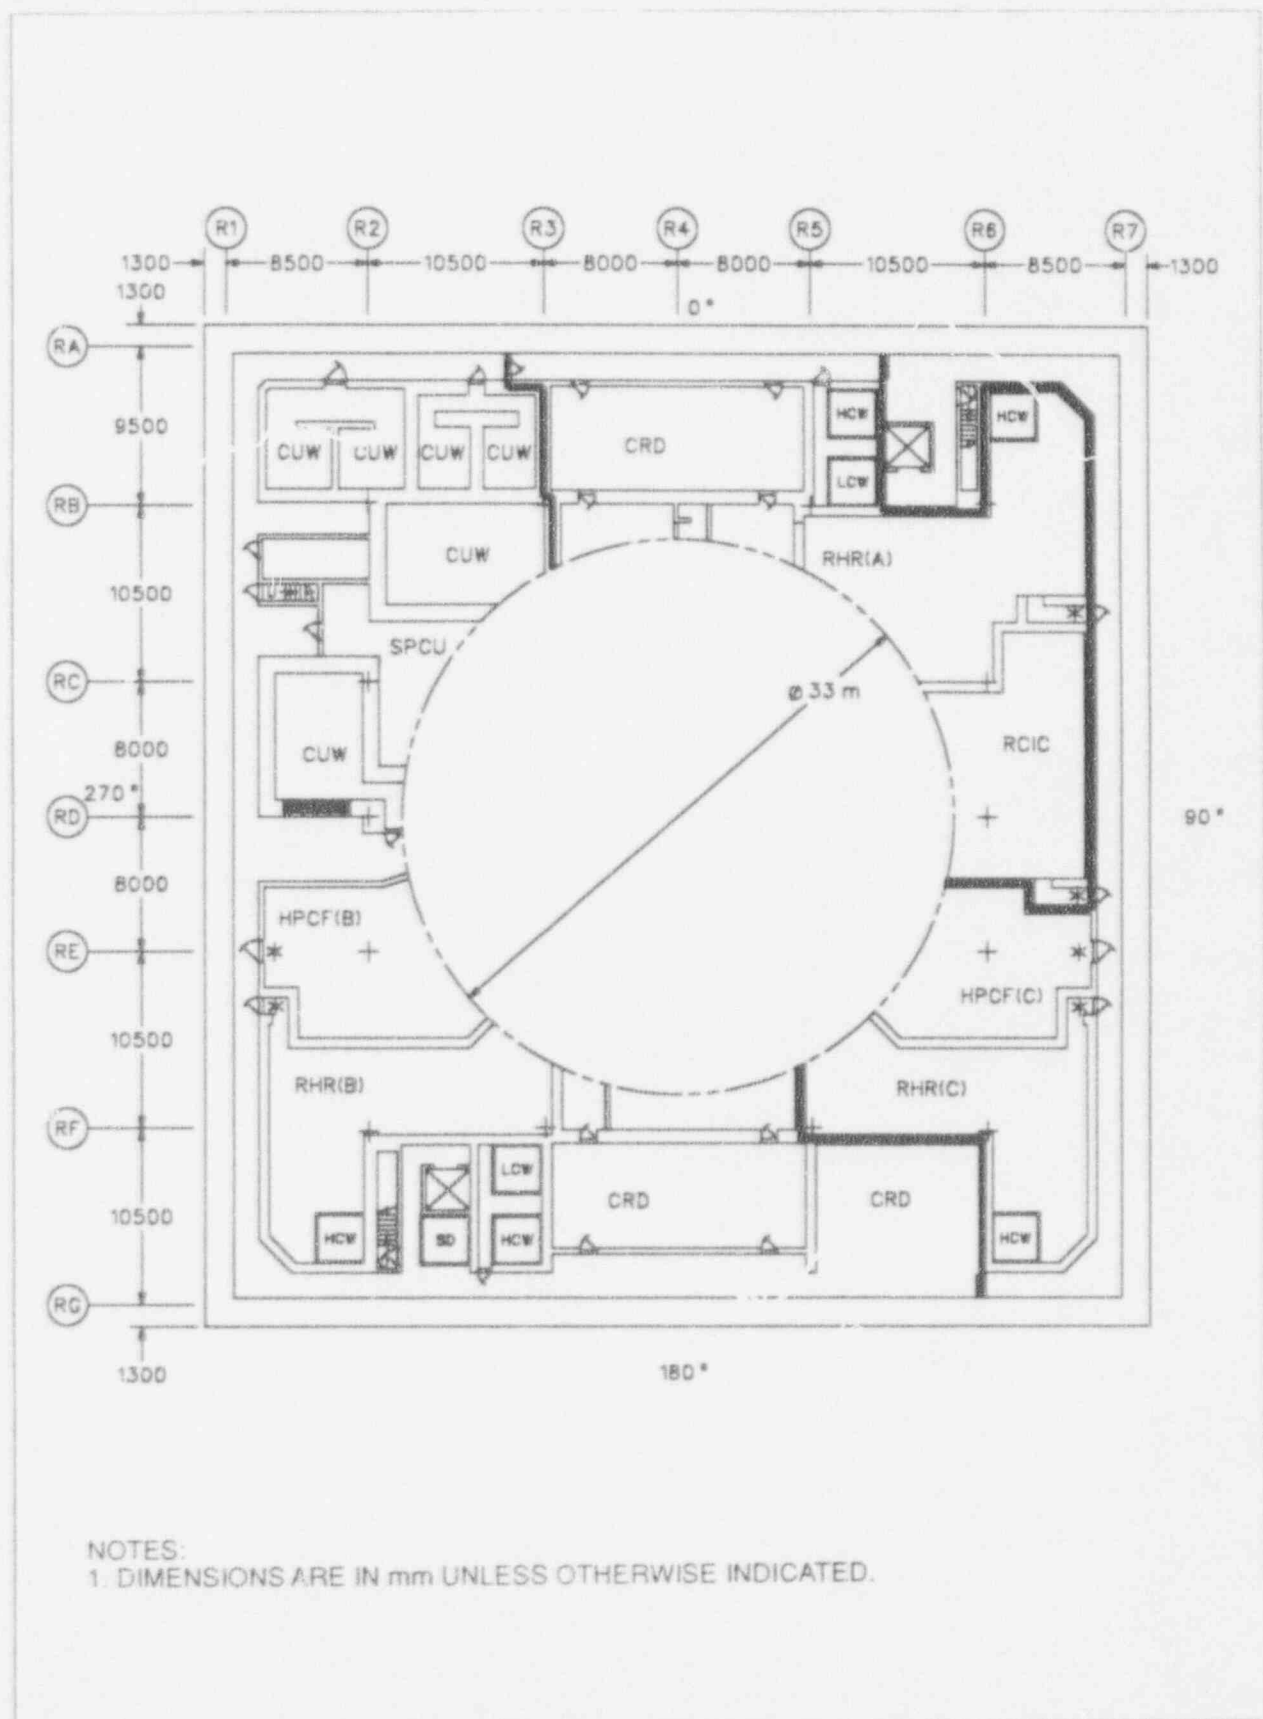 R1 R2 R3 R4 R5 R6 R7
1300 8500 10500 8000 8000 10500 8500 1300
1300
0°
RA
9500
HCW HCW
CUW CUW CUW CUW CRD
LCW
RB
CUW RHR(A)
10500
SPCU
RC
ø 33 m
8000 CUW RCIC
270°
RD 90°
8000
HPCF(B)
RE
HPCF(C)
10500
RHR(B) RHR(C)
RF
LCW
CRD CRD
10500
HCW SD HCW HCW
RG
1300 180°
NOTES:
1. DIMENSIONS ARE IN mm UNLESS OTHERWISE INDICATED.